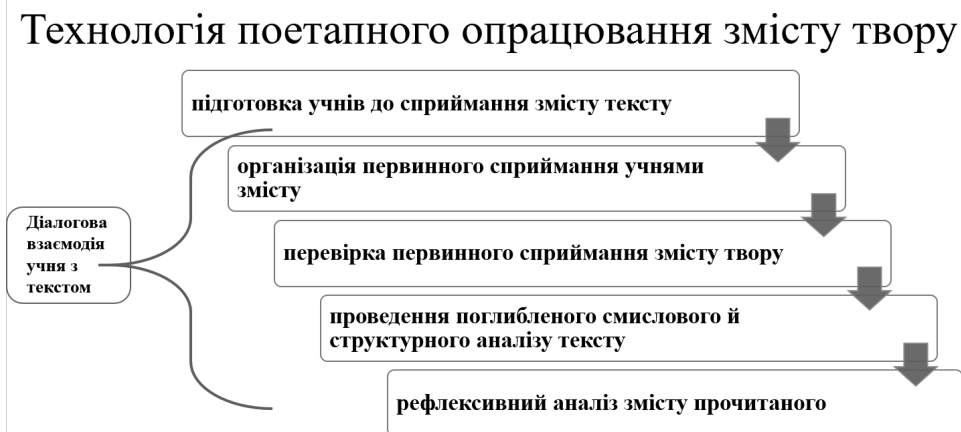 Технологія поетапного опрацювання змісту твору
підготовка учнів до сприймання змісту тексту
організація первинного сприймання учнями
змісту
Діалогова
взаємодія
учня з
текстом
перевірка первинного сприймання змісту твору
проведення поглибленого смислового й
структурного аналізу тексту
рефлексивний аналіз змісту прочитаного